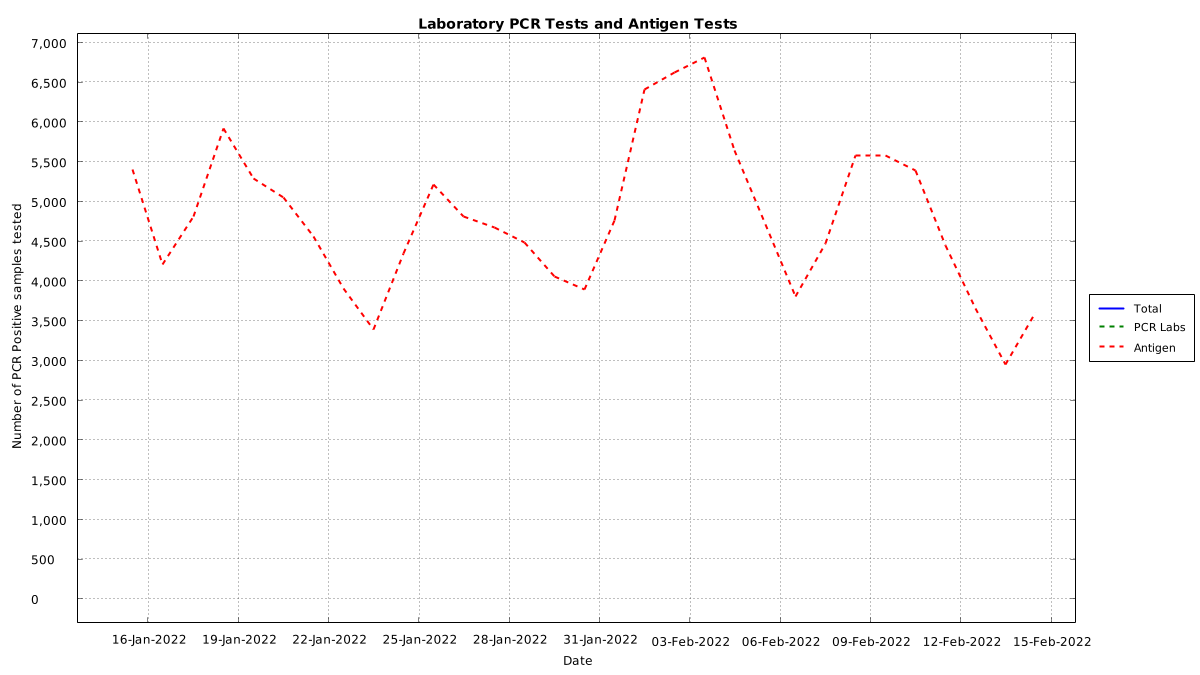 Laboratory PCR Tests and Antigen Tests
7,000
6,500
6,000
5,500
5,000
4,500
4,000
3,500
3,000
2,500
2,000
1,500
1,000
500
0
Number of PCR Positive samples tested
16-Jan-2022
19-Jan-2022
22-Jan-2022
25-Jan-2022
28-Jan-2022
31-Jan-2022
03-Feb-2022
06-Feb-2022
09-Feb-2022
12-Feb-2022
15-Feb-2022
Date
Total
PCR Labs
Antigen